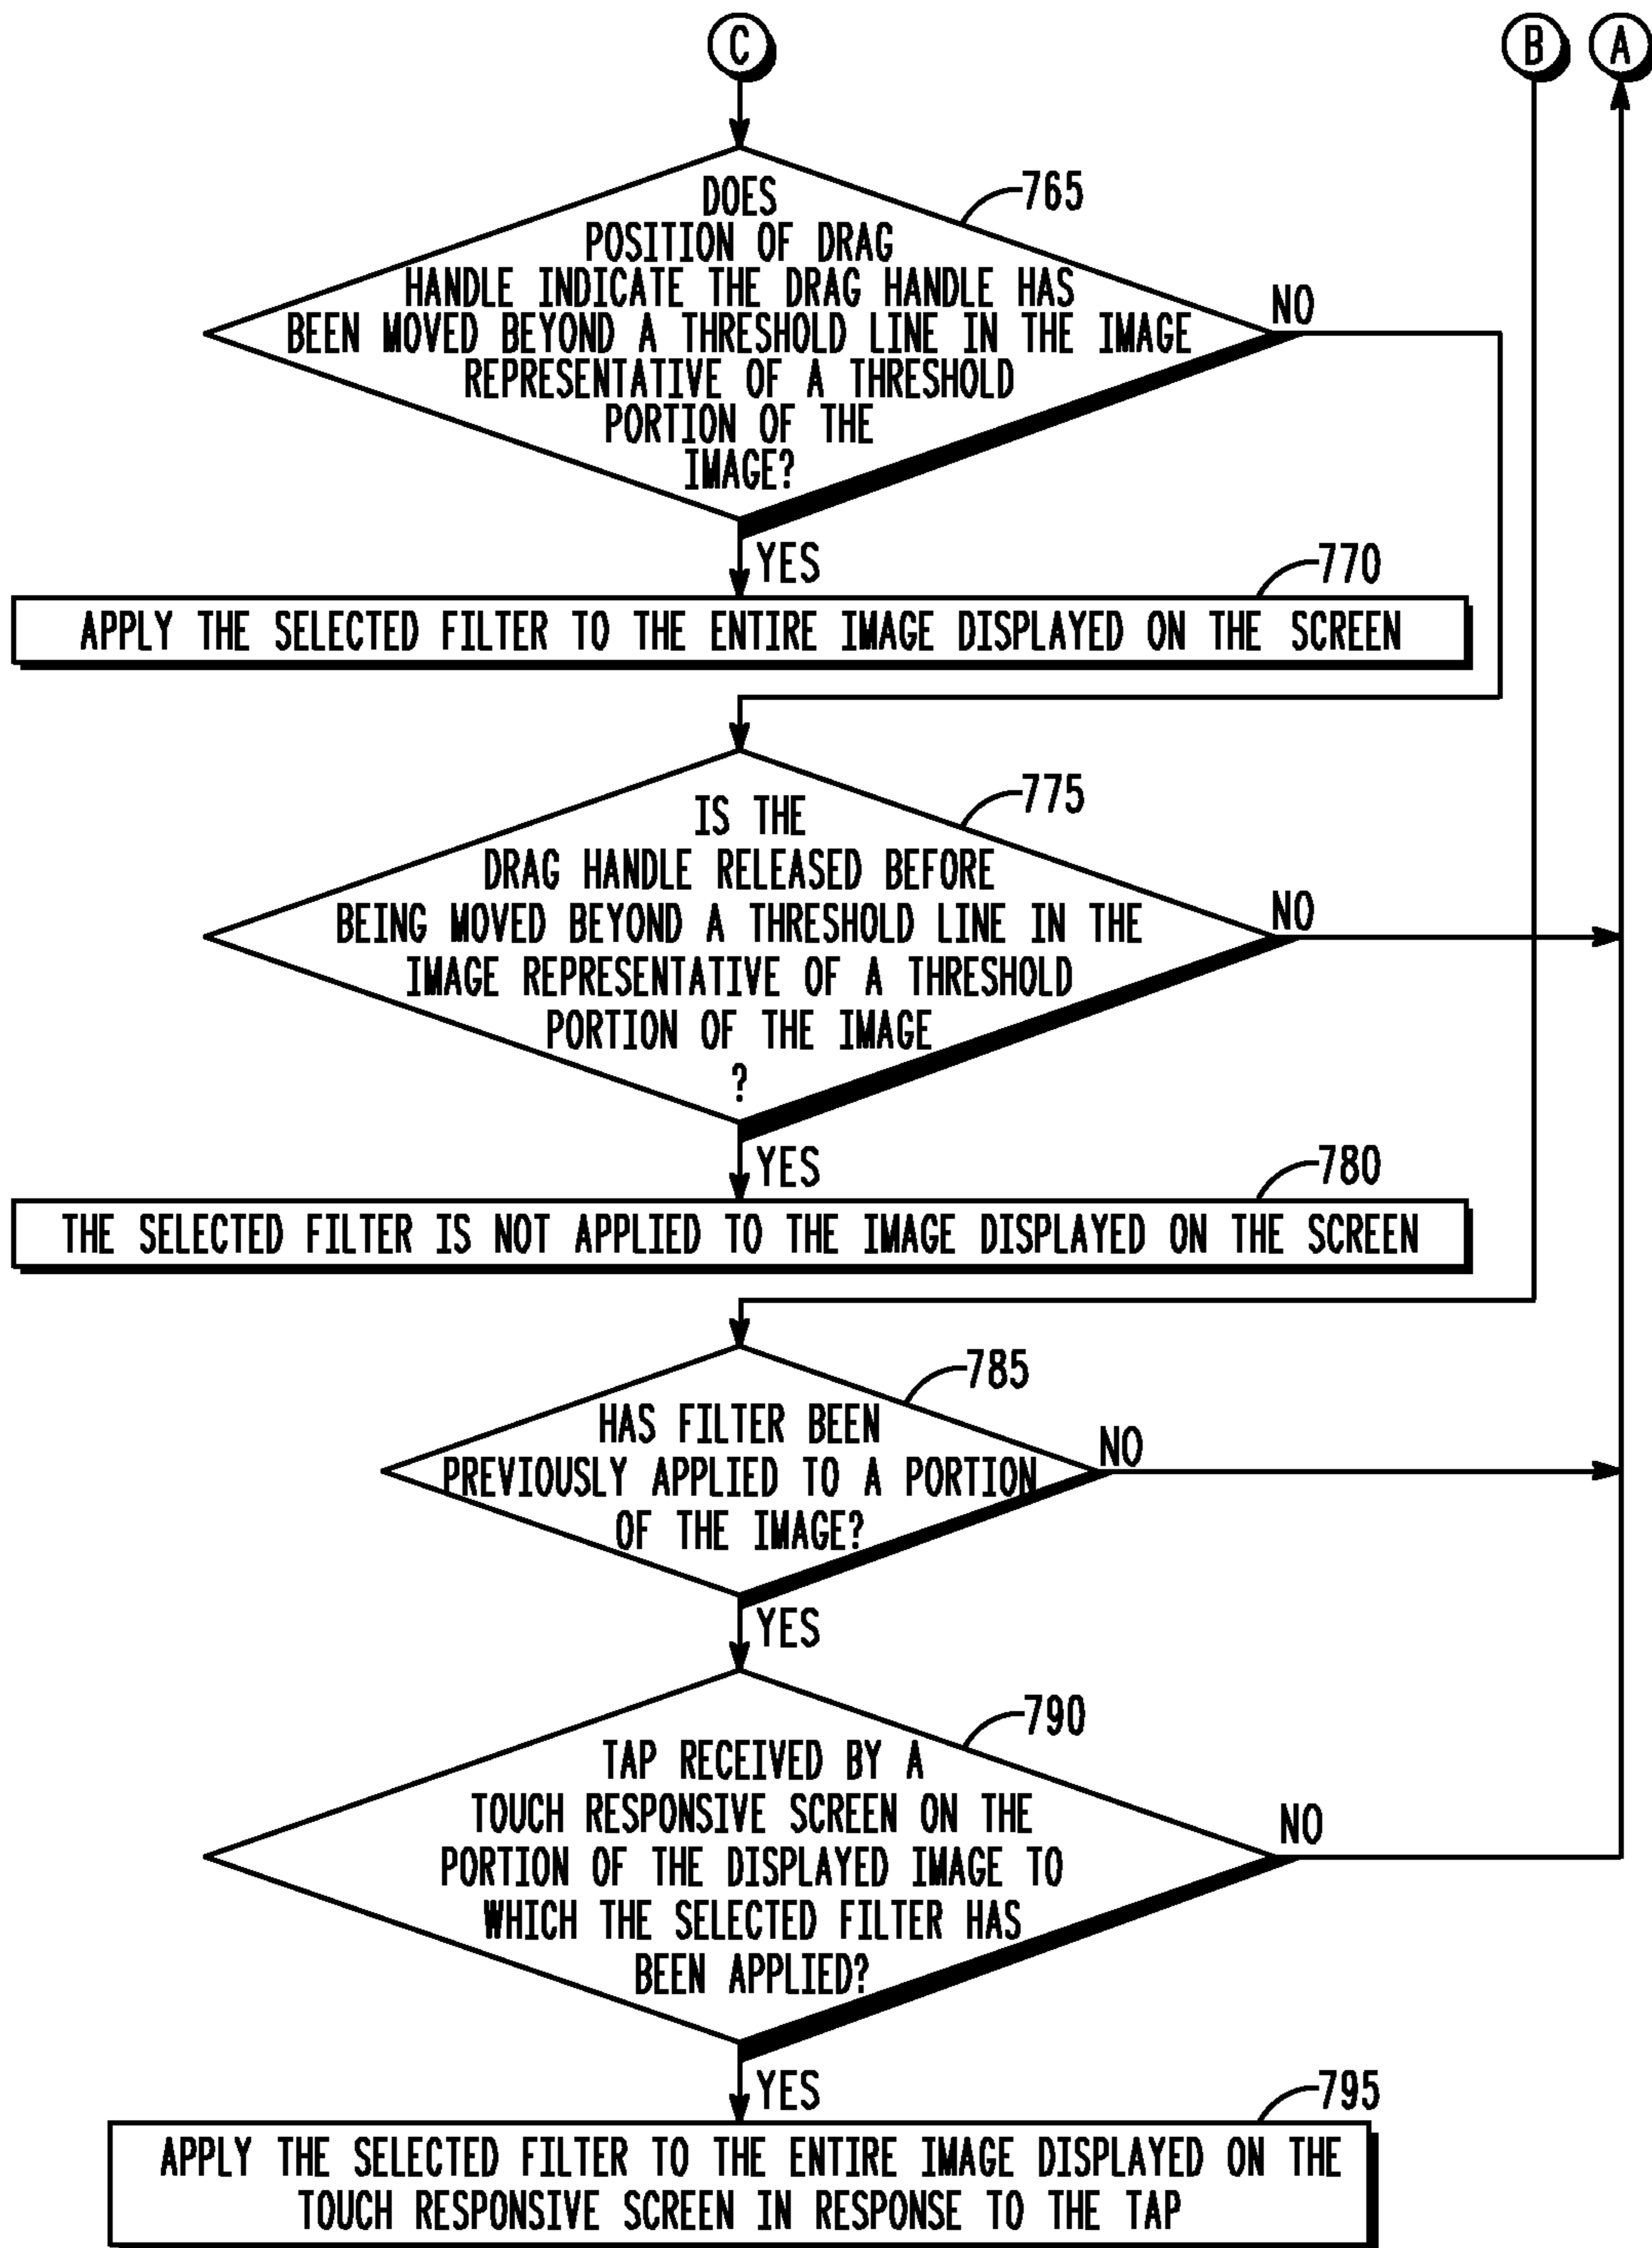 C
B
A
765
DOES
POSITION OF DRAG
HANDLE INDICATE THE DRAG HANDLE HAS
BEEN MOVED BEYOND A THRESHOLD LINE IN THE IMAGE
REPRESENTATIVE OF A THRESHOLD
PORTION OF THE
IMAGE?
NO
YES
770
APPLY THE SELECTED FILTER TO THE ENTIRE IMAGE DISPLAYED ON THE SCREEN
775
IS THE
DRAG HANDLE RELEASED BEFORE
BEING MOVED BEYOND A THRESHOLD LINE IN THE
IMAGE REPRESENTATIVE OF A THRESHOLD
PORTION OF THE IMAGE
?
NO
YES
780
THE SELECTED FILTER IS NOT APPLIED TO THE IMAGE DISPLAYED ON THE SCREEN
785
HAS FILTER BEEN
PREVIOUSLY APPLIED TO A PORTION
OF THE IMAGE?
NO
YES
790
TAP RECEIVED BY A
TOUCH RESPONSIVE SCREEN ON THE
PORTION OF THE DISPLAYED IMAGE TO
WHICH THE SELECTED FILTER HAS
BEEN APPLIED?
NO
YES
795
APPLY THE SELECTED FILTER TO THE ENTIRE IMAGE DISPLAYED ON THE
TOUCH RESPONSIVE SCREEN IN RESPONSE TO THE TAP